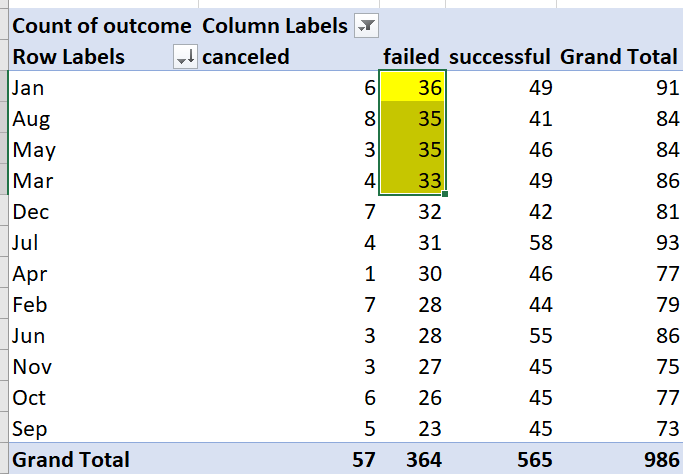 Count of outcome Column Labels
Row Labels canceled failed successful Grand Total
Jan 6 36 49 91
Aug 8 35 41 84
May 3 35 46 84
Mar 4 33 49 86
Dec 7 32 42 81
Jul 4 31 58 93
Apr 1 30 46 77
Feb 7 28 44 79
Jun 3 28 55 86
Nov 3 27 45 75
Oct 6 26 45 77
Sep 5 23 45 73
Grand Total 57 364 565 986